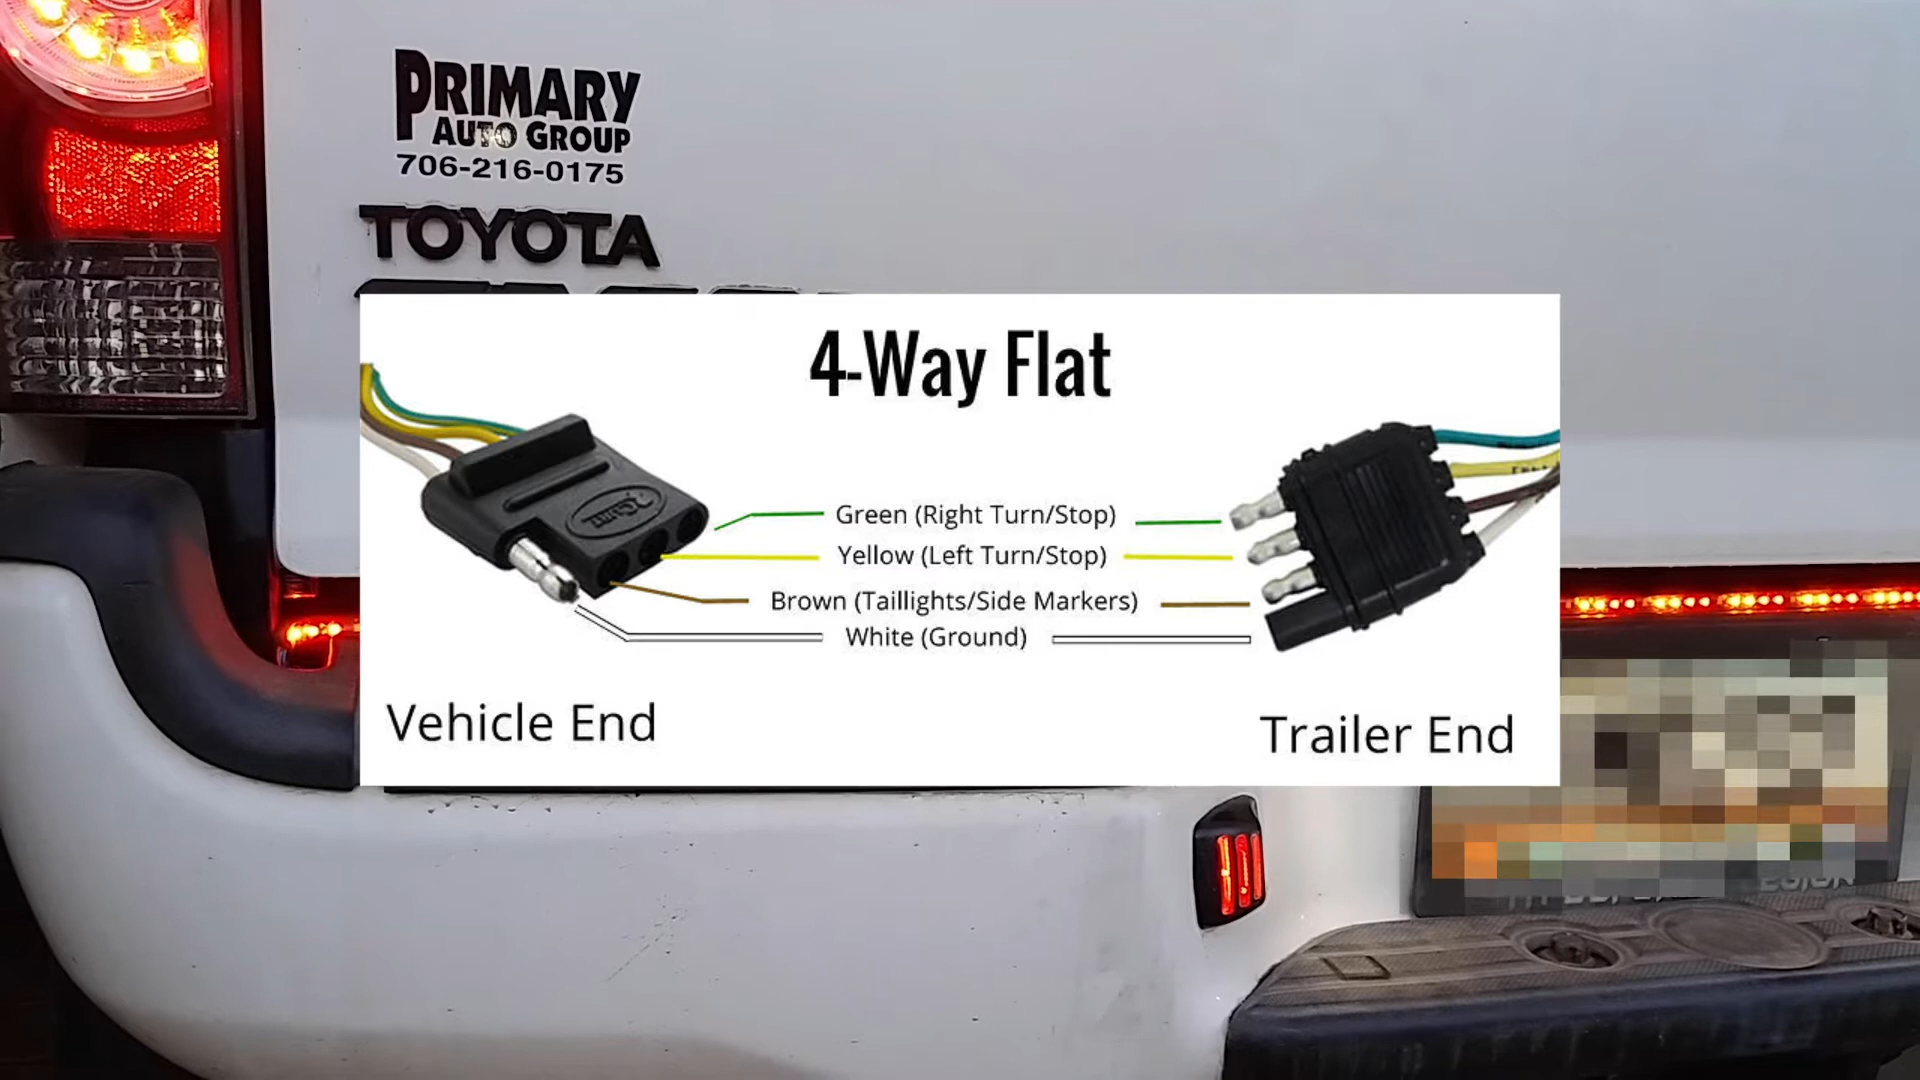 PRIMARY
AUTO GROUP
706-216-0175
TOYOTA
4-Way Flat
Green (Right Turn/Stop)
Yellow (Left Turn/Stop)
Brown (Taillights/Side Markers)
White (Ground)
Vehicle End
Trailer End